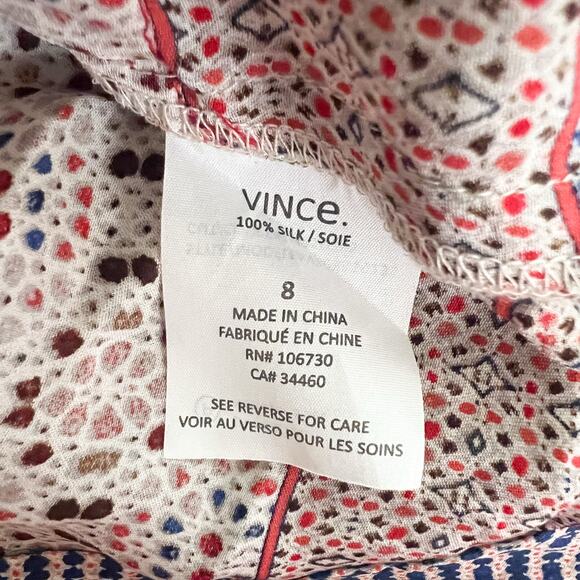 VINCe.
100% SILK / SOIE
8
MADE IN CHINA
FABRIQUÉ EN CHINE
RN# 106730
CA# 34460
SEE REVERSE FOR CARE
VOIR AU VERSO POUR LES SOINS